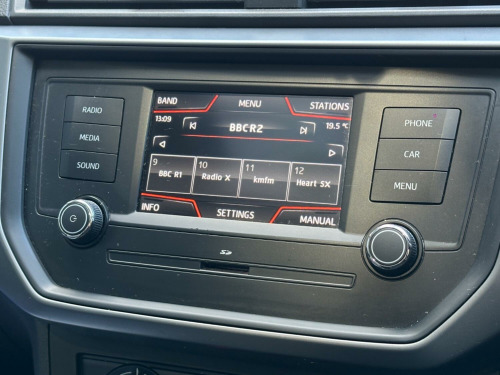 RADIO
MEDIA
SOUND
BAND MENU STATIONS
13:09 19.5 °C
BBC R2
9 10 11 12
BBC R1 Radio X kmfm Heart SX
INFO SETTINGS MANUAL
PHONE
CAR
MENU
SD